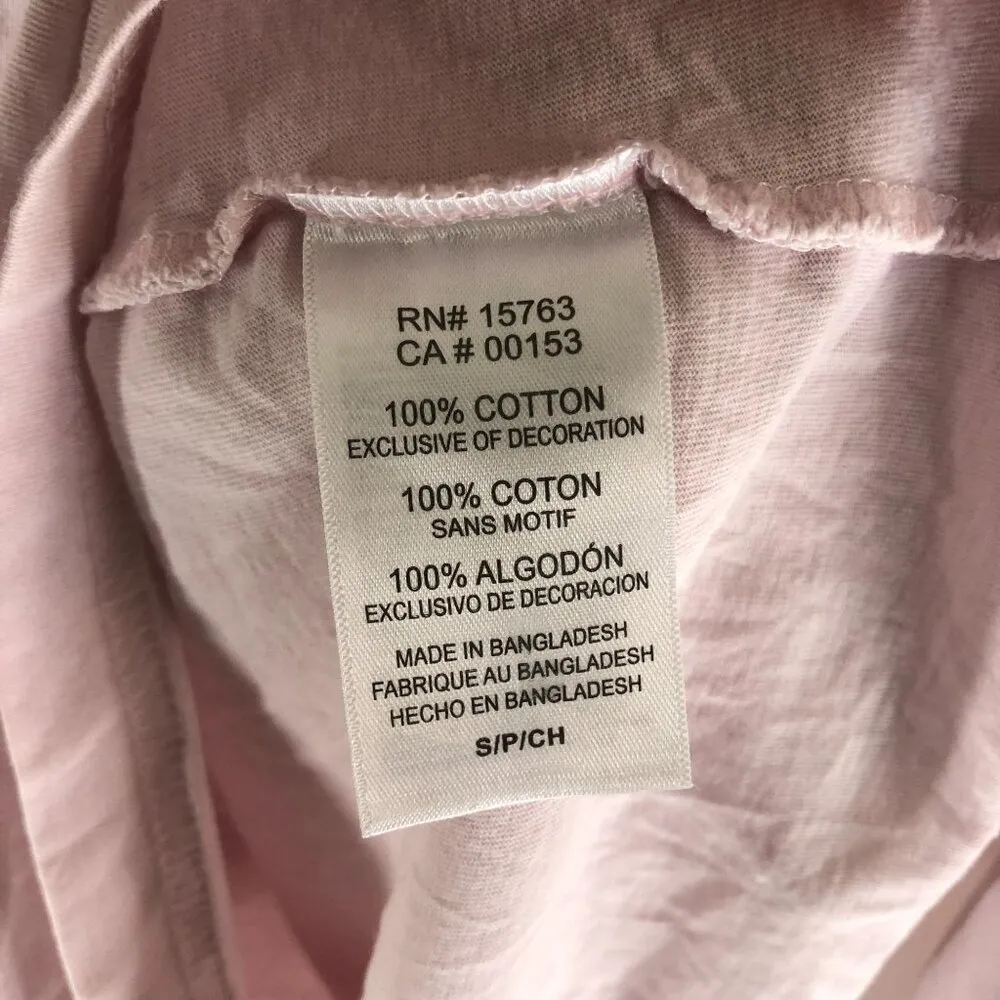 RN# 15763
CA # 00153
100% COTTON
EXCLUSIVE OF DECORATION
100% COTON
SANS MOTIF
100% ALGODÓN
EXCLUSIVO DE DECORACION
MADE IN BANGLADESH
FABRIQUE AU BANGLADESH
HECHO EN BANGLADESH
S/P/CH